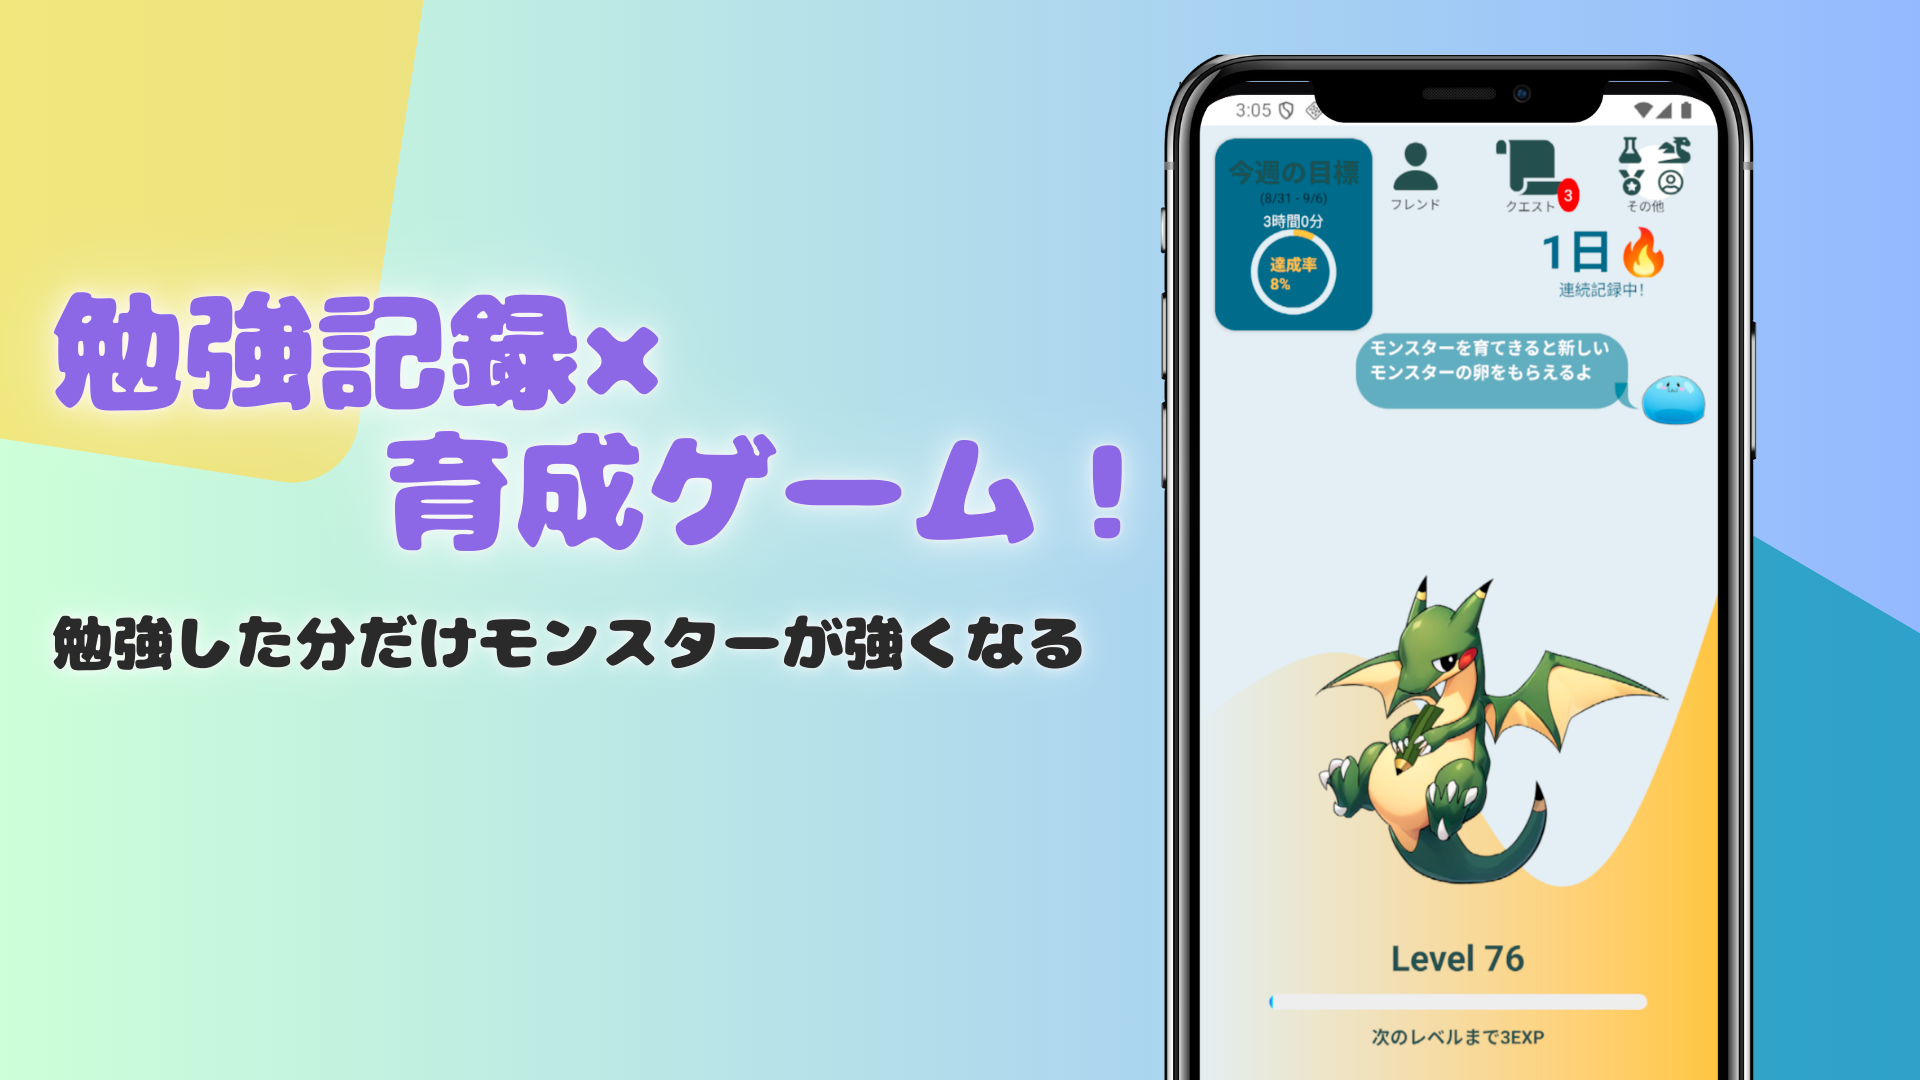 勉強記録×
育成ゲーム！
勉強した分だけモンスターが強くなる
3:05
今週の目標
(8/31 - 9/6)
3時間0分
達成率
8%
フレンド
クエスト
3
その他
1日🔥
連続記録中!
モンスターを育てきると新しい
モンスターの卵をもらえるよ
Level 76
次のレベルまで3EXP